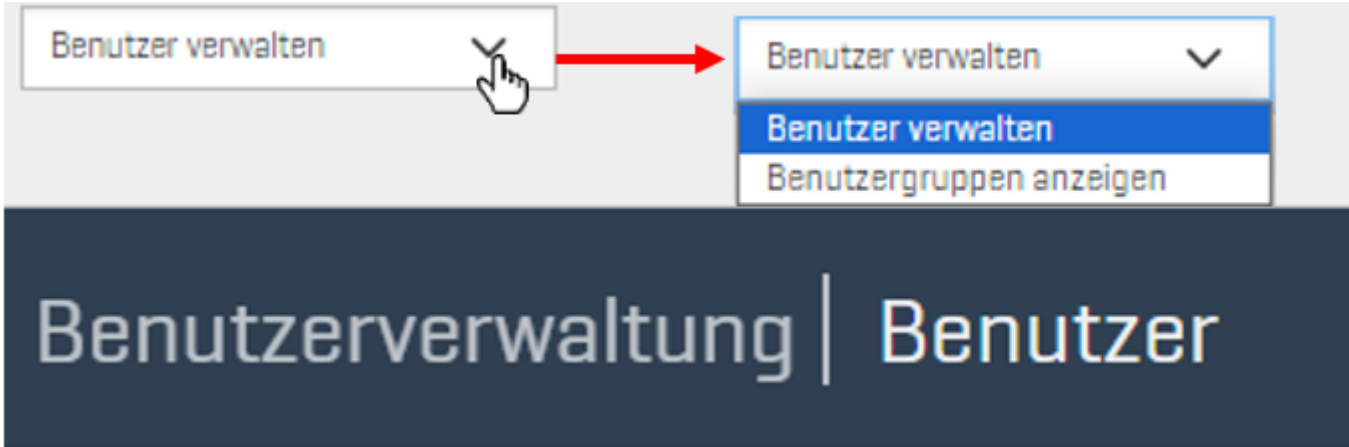 Benutzer verwalten
Benutzer verwalten
Benutzer verwalten
Benutzergruppen anzeigen
Benutzerverwaltung | Benutzer